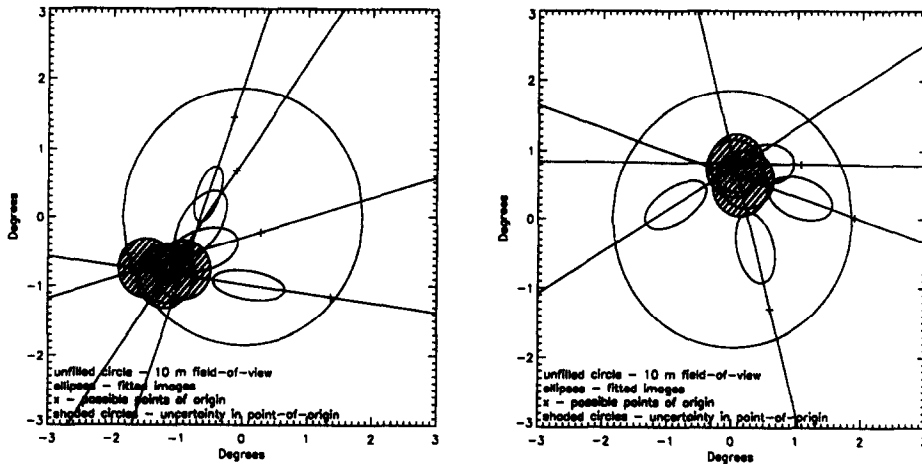 3
2
1
0
-1
-2
-3
Degrees
unfilled circle – 10 m field-of-view
ellipses – fitted images
x – possible points of origin
shaded circles – uncertainty in point-of-origin
-3 -2 -1 0 1 2 3
Degrees
3
2
1
0
-1
-2
-3
Degrees
unfilled circle – 10 m field-of-view
ellipses – fitted images
x – possible points of origin
shaded circles – uncertainty in point-of-origin
-3 -2 -1 0 1 2
Degrees